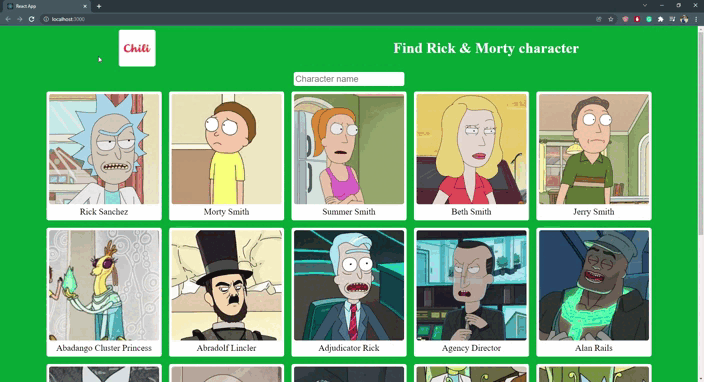 React App
localhost:3000
Chili
Find Rick & Morty character
Character name
Rick Sanchez
Morty Smith
Summer Smith
Beth Smith
Jerry Smith
Abadango Cluster Princess
Abradolf Lincler
Adjudicator Rick
Agency Director
Alan Rails